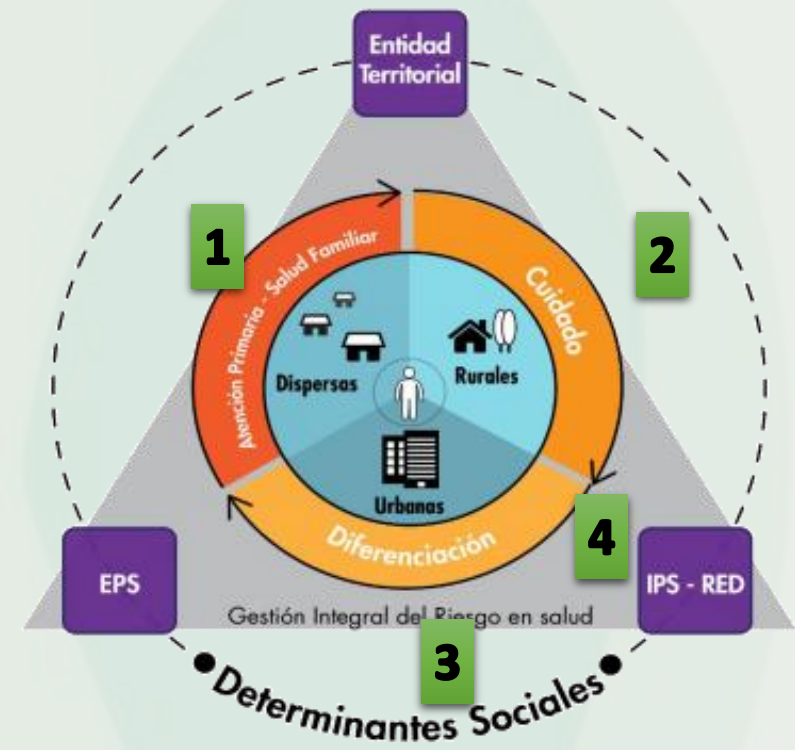 Entidad
Territorial
1
2
Atención Primaria - Salud Familiar
Cuidado
Dispersas
Rurales
Urbanas
Diferenciación
4
EPS
IPS - RED
Gestión Integral del Riesgo en salud
3
Determinantes Sociales